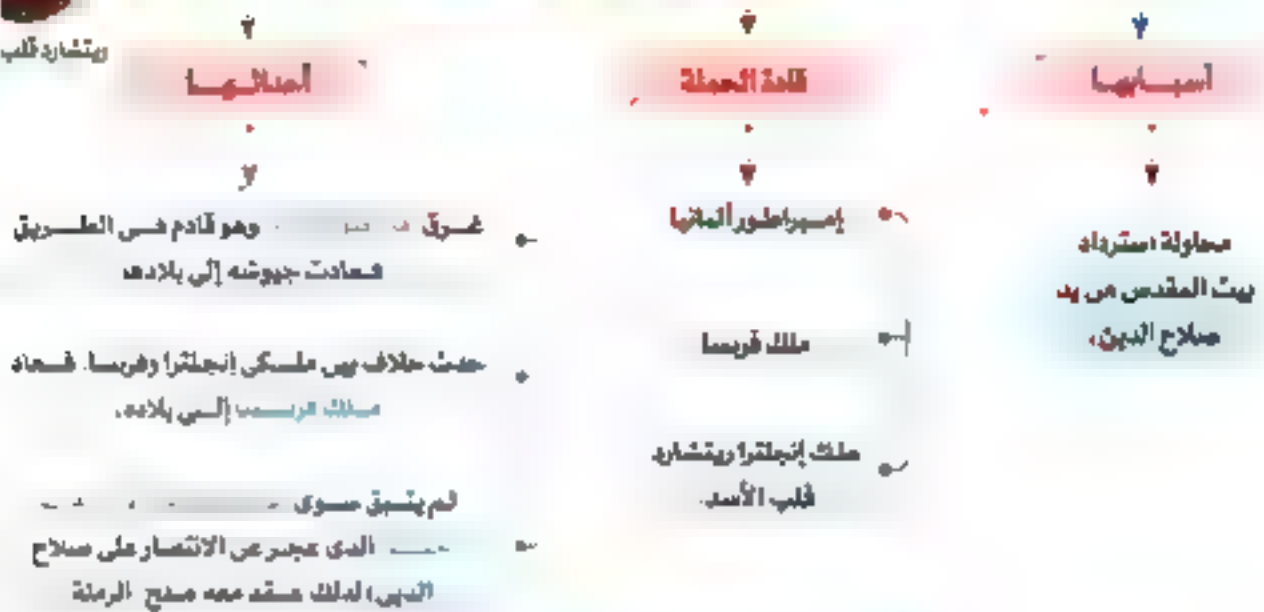 أسبابها
محاولة استرداد
بيت المقدس من يد
صلاح الدين.
قادة الحملة
إمبراطور ألمانيا
ملك فرنسا
ملك إنجلترا ريتشارد
قلب الأسد.
أحداثها
غرق وهو قادم في الطريق
فعادت جيوشه إلى بلاده.
حدث خلاف بين ملكي إنجلترا وفرنسا. فعاد
ملك فرنسا إلى بلاده.
لم يتبق سوى
الذي عجز عن الانتصار على صلاح
الدين، لذلك عقد معه صلح الرملة
ريتشارد قلب